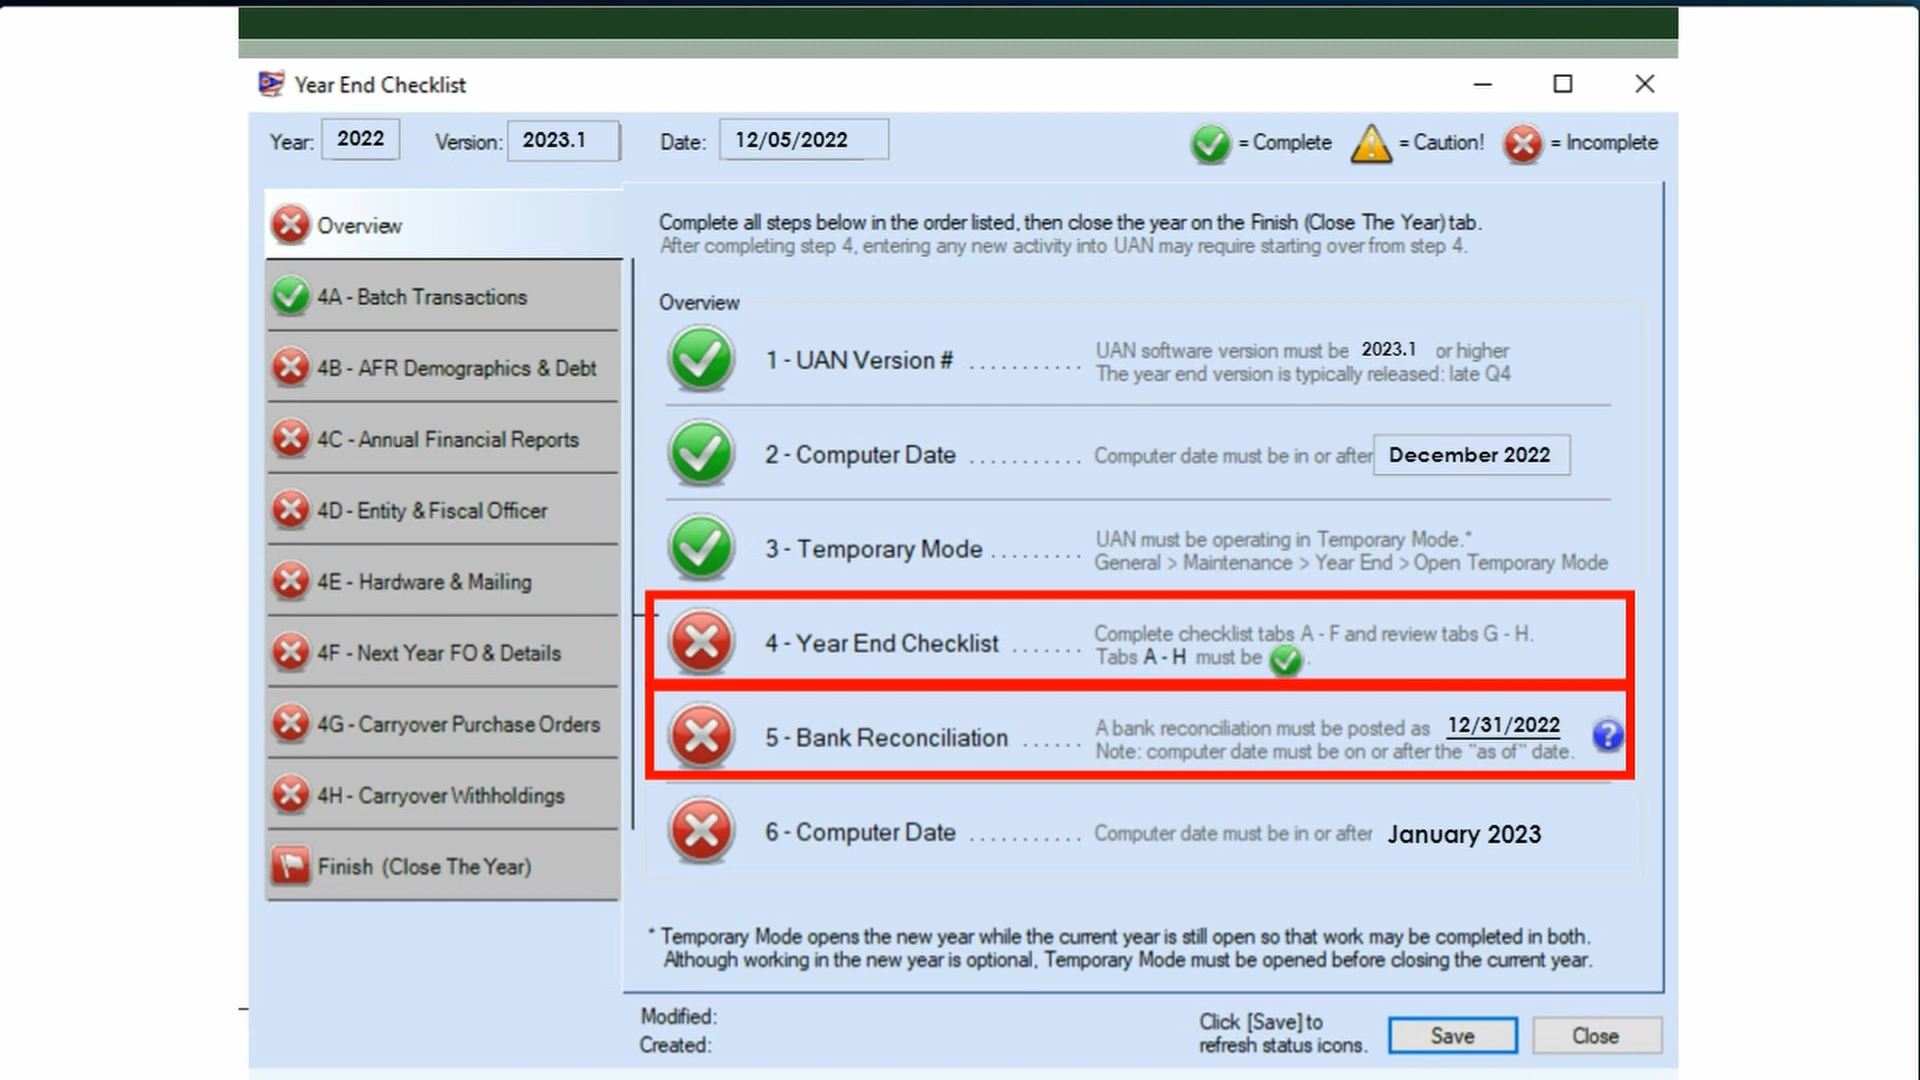 Year End Checklist
Year: 2022 Version: 2023.1 Date: 12/05/2022 = Complete = Caution! = Incomplete
Overview
4A - Batch Transactions
4B - AFR Demographics & Debt
4C - Annual Financial Reports
4D - Entity & Fiscal Officer
4E - Hardware & Mailing
4F - Next Year FO & Details
4G - Carryover Purchase Orders
4H - Carryover Withholdings
Finish (Close The Year)
Complete all steps below in the order listed, then close the year on the Finish (Close The Year) tab.
After completing step 4, entering any new activity into UAN may require starting over from step 4.
Overview
1 - UAN Version # ........... UAN software version must be 2023.1 or higher
The year end version is typically released: late Q4
2 - Computer Date ........... Computer date must be in or after December 2022
3 - Temporary Mode ......... UAN must be operating in Temporary Mode.*
General > Maintenance > Year End > Open Temporary Mode
4 - Year End Checklist ....... Complete checklist tabs A - F and review tabs G - H.
Tabs A - H must be .
5 - Bank Reconciliation ...... A bank reconciliation must be posted as 12/31/2022 ?
Note: computer date must be on or after the "as of" date.
6 - Computer Date ........... Computer date must be in or after January 2023
* Temporary Mode opens the new year while the current year is still open so that work may be completed in both.
Although working in the new year is optional, Temporary Mode must be opened before closing the current year.
Modified:
Created:
Click [Save] to
refresh status icons.
Save Close